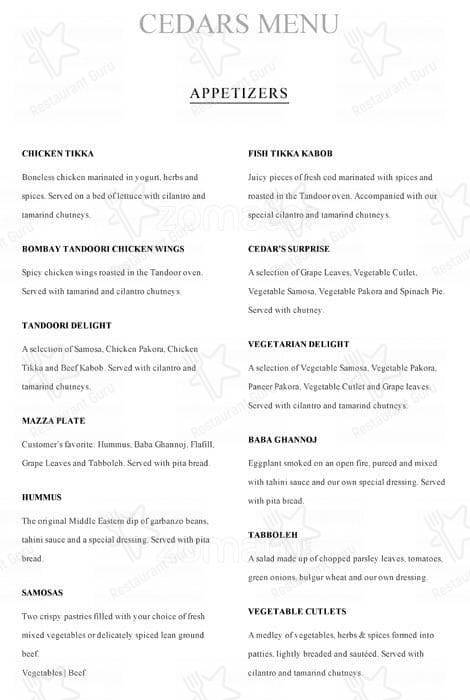 CEDARS MENU
APPETIZERS
CHICKEN TIKKA
Boneless chicken marinated in yogurt, herbs and
spices. Served on a bed of lettuce with cilantro and
tamarind chutneys.
BOMBAY TANDOORI CHICKEN WINGS
Spicy chicken wings roasted in the Tandoor oven.
Served with tamarind and cilantro chutneys
TANDOORI DELIGHT
A selection of Samosa, Chicken Pakora, Chicken
Tikka and Beef Kabob. Served with cilantro and
tamarind chutneys.
MAZZA PLATE
Customer's favorite. Hummus, Baba Ghannoj, Flafill,
Grape Leaves and Tabboleh. Served with pita bread.
HUMMUS
The original Middle Eastern dip of garbanzo beans,
tahini sauce and a special dressing. Served with pita
bread.
SAMOSAS
Two crispy pastries filled with your choice of fresh
mixed vegetables or delicately spiced lean ground
beef.
Vegetables | Beef
FISH TIKKA KABOB
Juicy pieces of fresh cod marinated with spices and
roasted in the Tandoor oven. Accompanied with our
special cilantro and tamarind chutneys.
CEDAR'S SURPRISE
A selection of Grape Leaves, Vegetable Cutlet,
Vegetable Samosa, Vegetable Pakora and Spinach Pie.
Served with chutney.
VEGETARIAN DELIGHT
A selection of Vegetable Samosa, Vegetable Pakora,
Paneer Pakora, Vegetable Cutlet and Grape leaves.
Served with cilantro and tamarind chutneys.
BABA GHANNOJ
Eggplant smoked on an open fire, pureed and mixed
with tahini sauce and our own special dressing. Served
with pita bread.
TABBOLEH
A salad made up of chopped parsley leaves, tomatoes,
green onions, bulgur wheat and our own dressing.
VEGETABLE CUTLETS
A medley of vegetables, herbs & spices formed into
patties, lightly breaded and sautéed. Served with
cilantro and tamarind chutneys.
Restaurant Guru
zomato